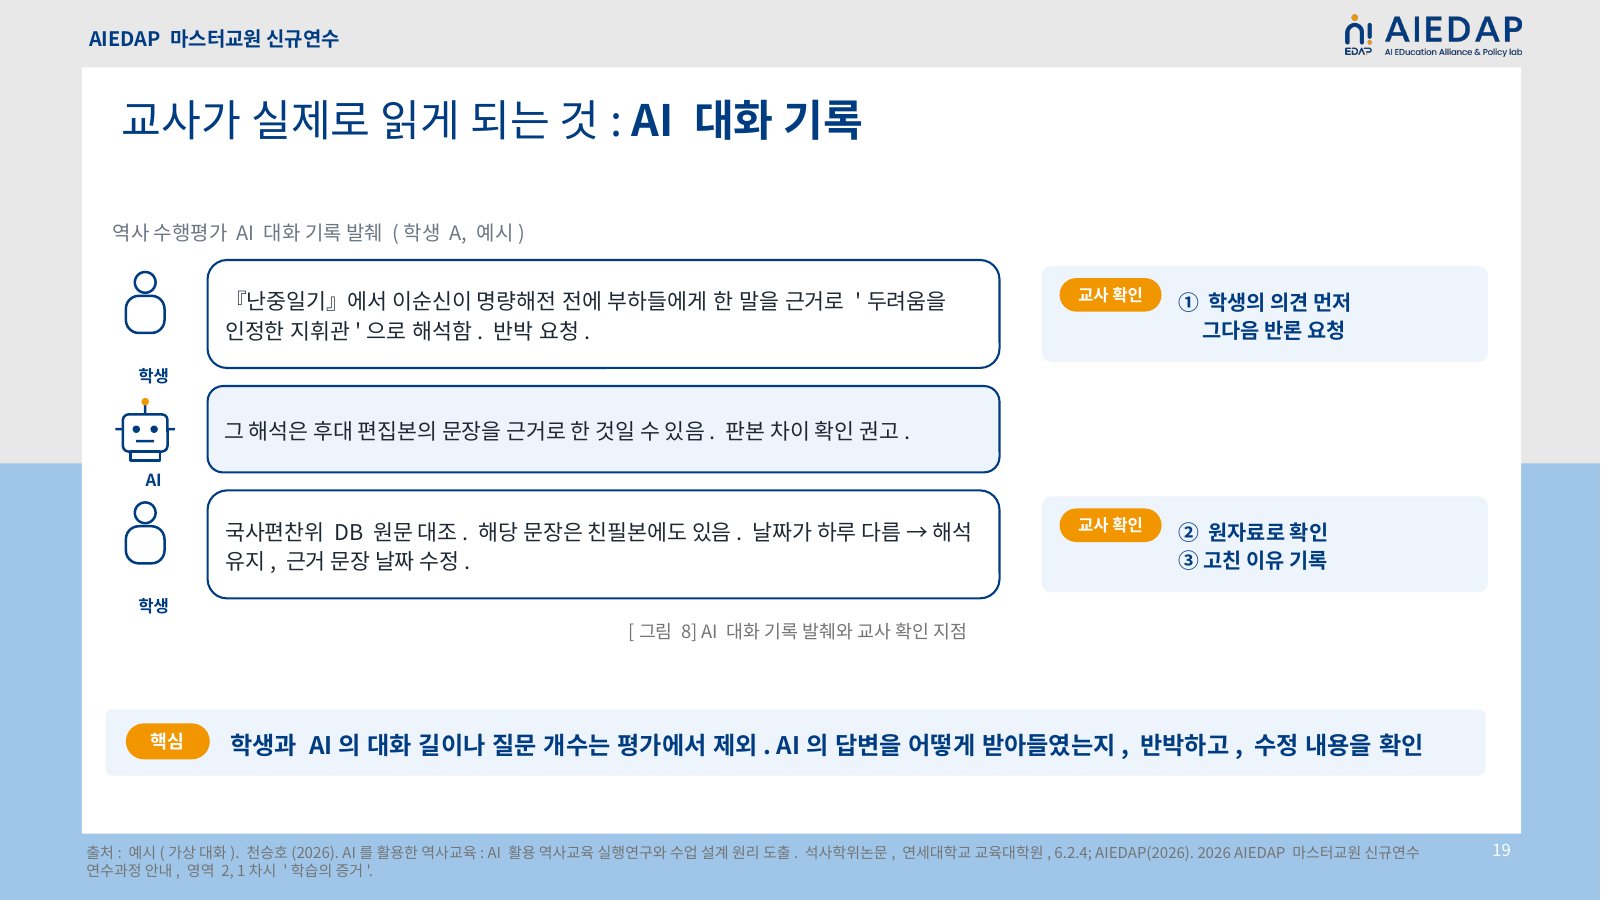 AIEDAP 마스터교원 신규연수
AIEDAP
EDAP
AI EDucation Alliance & Policy lab
교사가 실제로 읽게 되는 것 : AI 대화 기록
역사 수행평가 AI 대화 기록 발췌 ( 학생 A, 예시 )
『난중일기』에서 이순신이 명량해전 전에 부하들에게 한 말을 근거로 ' 두려움을
인정한 지휘관 ' 으로 해석함 . 반박 요청 .
학생
교사 확인
① 학생의 의견 먼저
그다음 반론 요청
그 해석은 후대 편집본의 문장을 근거로 한 것일 수 있음 . 판본 차이 확인 권고 .
AI
국사편찬위 DB 원문 대조 . 해당 문장은 친필본에도 있음 . 날짜가 하루 다름 → 해석
유지 , 근거 문장 날짜 수정 .
학생
교사 확인
② 원자료로 확인
③ 고친 이유 기록
[ 그림 8] AI 대화 기록 발췌와 교사 확인 지점
핵심
학생과 AI 의 대화 길이나 질문 개수는 평가에서 제외 . AI 의 답변을 어떻게 받아들였는지 , 반박하고 , 수정 내용을 확인
출처 : 예시 ( 가상 대화 ). 천승호 (2026). AI 를 활용한 역사교육 : AI 활용 역사교육 실행연구와 수업 설계 원리 도출 . 석사학위논문 , 연세대학교 교육대학원 , 6.2.4; AIEDAP(2026). 2026 AIEDAP 마스터교원 신규연수
연수과정 안내 , 영역 2, 1 차시 ' 학습의 증거 '.
19